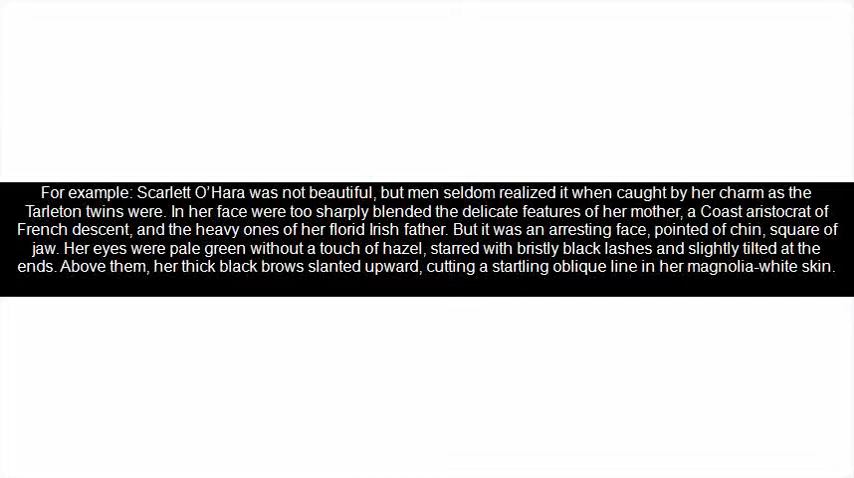 For example: Scarlett O’Hara was not beautiful, but men seldom realized it when caught by her charm as the
Tarleton twins were. In her face were too sharply blended the delicate features of her mother, a Coast aristocrat of
French descent, and the heavy ones of her florid Irish father. But it was an arresting face, pointed of chin, square of
jaw. Her eyes were pale green without a touch of hazel, starred with bristly black lashes and slightly tilted at the
ends. Above them, her thick black brows slanted upward, cutting a startling oblique line in her magnolia-white skin.